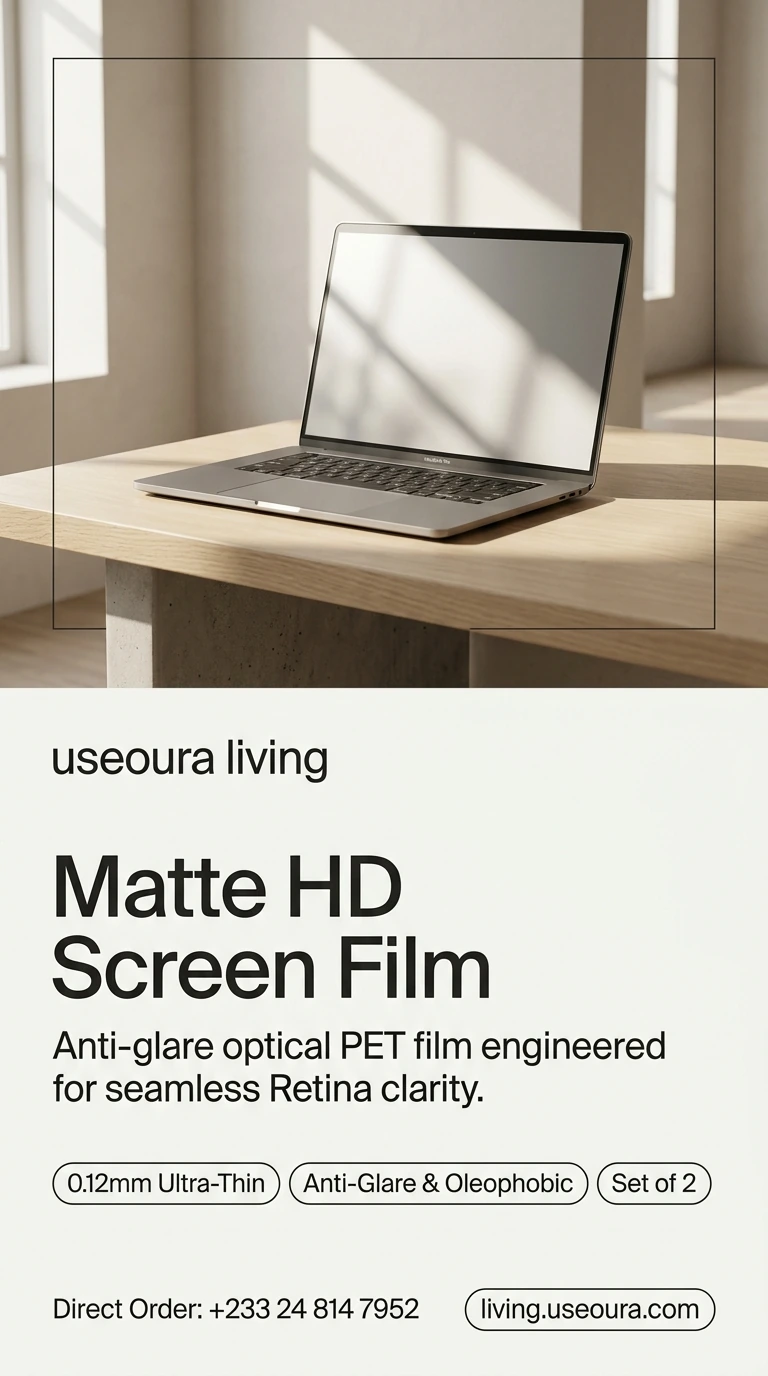 useoura living
Matte HD
Screen Film
Anti-glare optical PET film engineered
for seamless Retina clarity.
0.12mm Ultra-Thin Anti-Glare & Oleophobic Set of 2
Direct Order: +233 24 814 7952 living.useoura.com